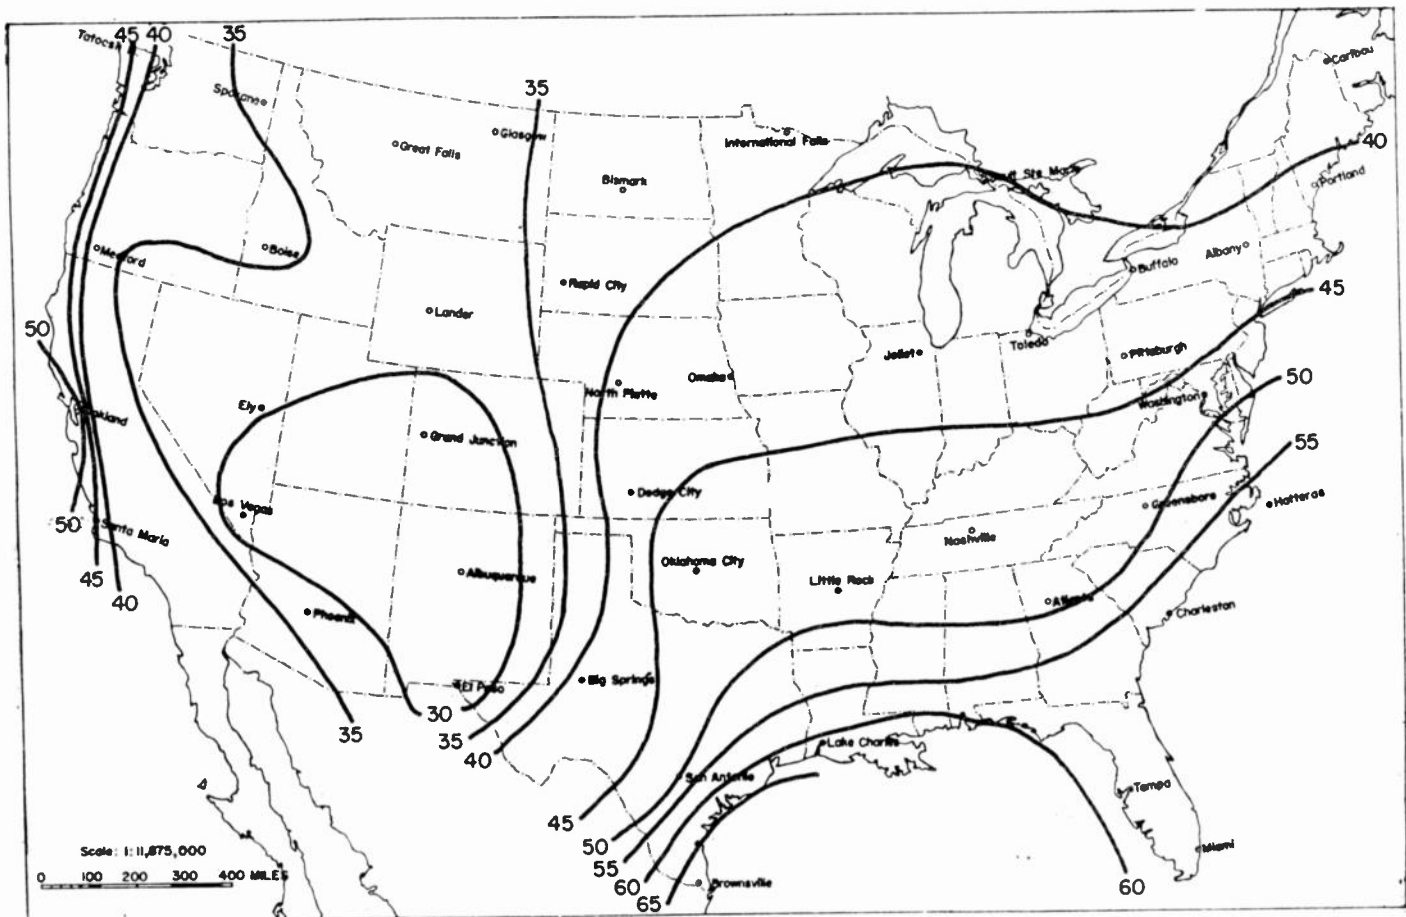 45 40
35
Tatoosh
Caribou
Spokane
35
Glasgow
International Falls
40
Great Falls
Sault Ste Marie
Portland
Bismark
Medford
Boise
Albany
Buffalo
Rapid City
45
Lander
50
Toledo
Joliet
Pittsburgh
Omaha
50
North Platte
Ely
Washington
Oakland
Grand Junction
55
Dodge City
Greensboro
Hatteras
Las Vegas
50
Santa Maria
Nashville
Oklahoma City
45
Albuquerque
Little Rock
40
Atlanta
Phoenix
Charleston
Big Springs
El Paso
30
35
35
40
Lake Charles
San Antonio
Tampa
45
50
Miami
Scale: 1:11,875,000
55
0 100 200 300 400 MILES
60
Brownsville
60
65